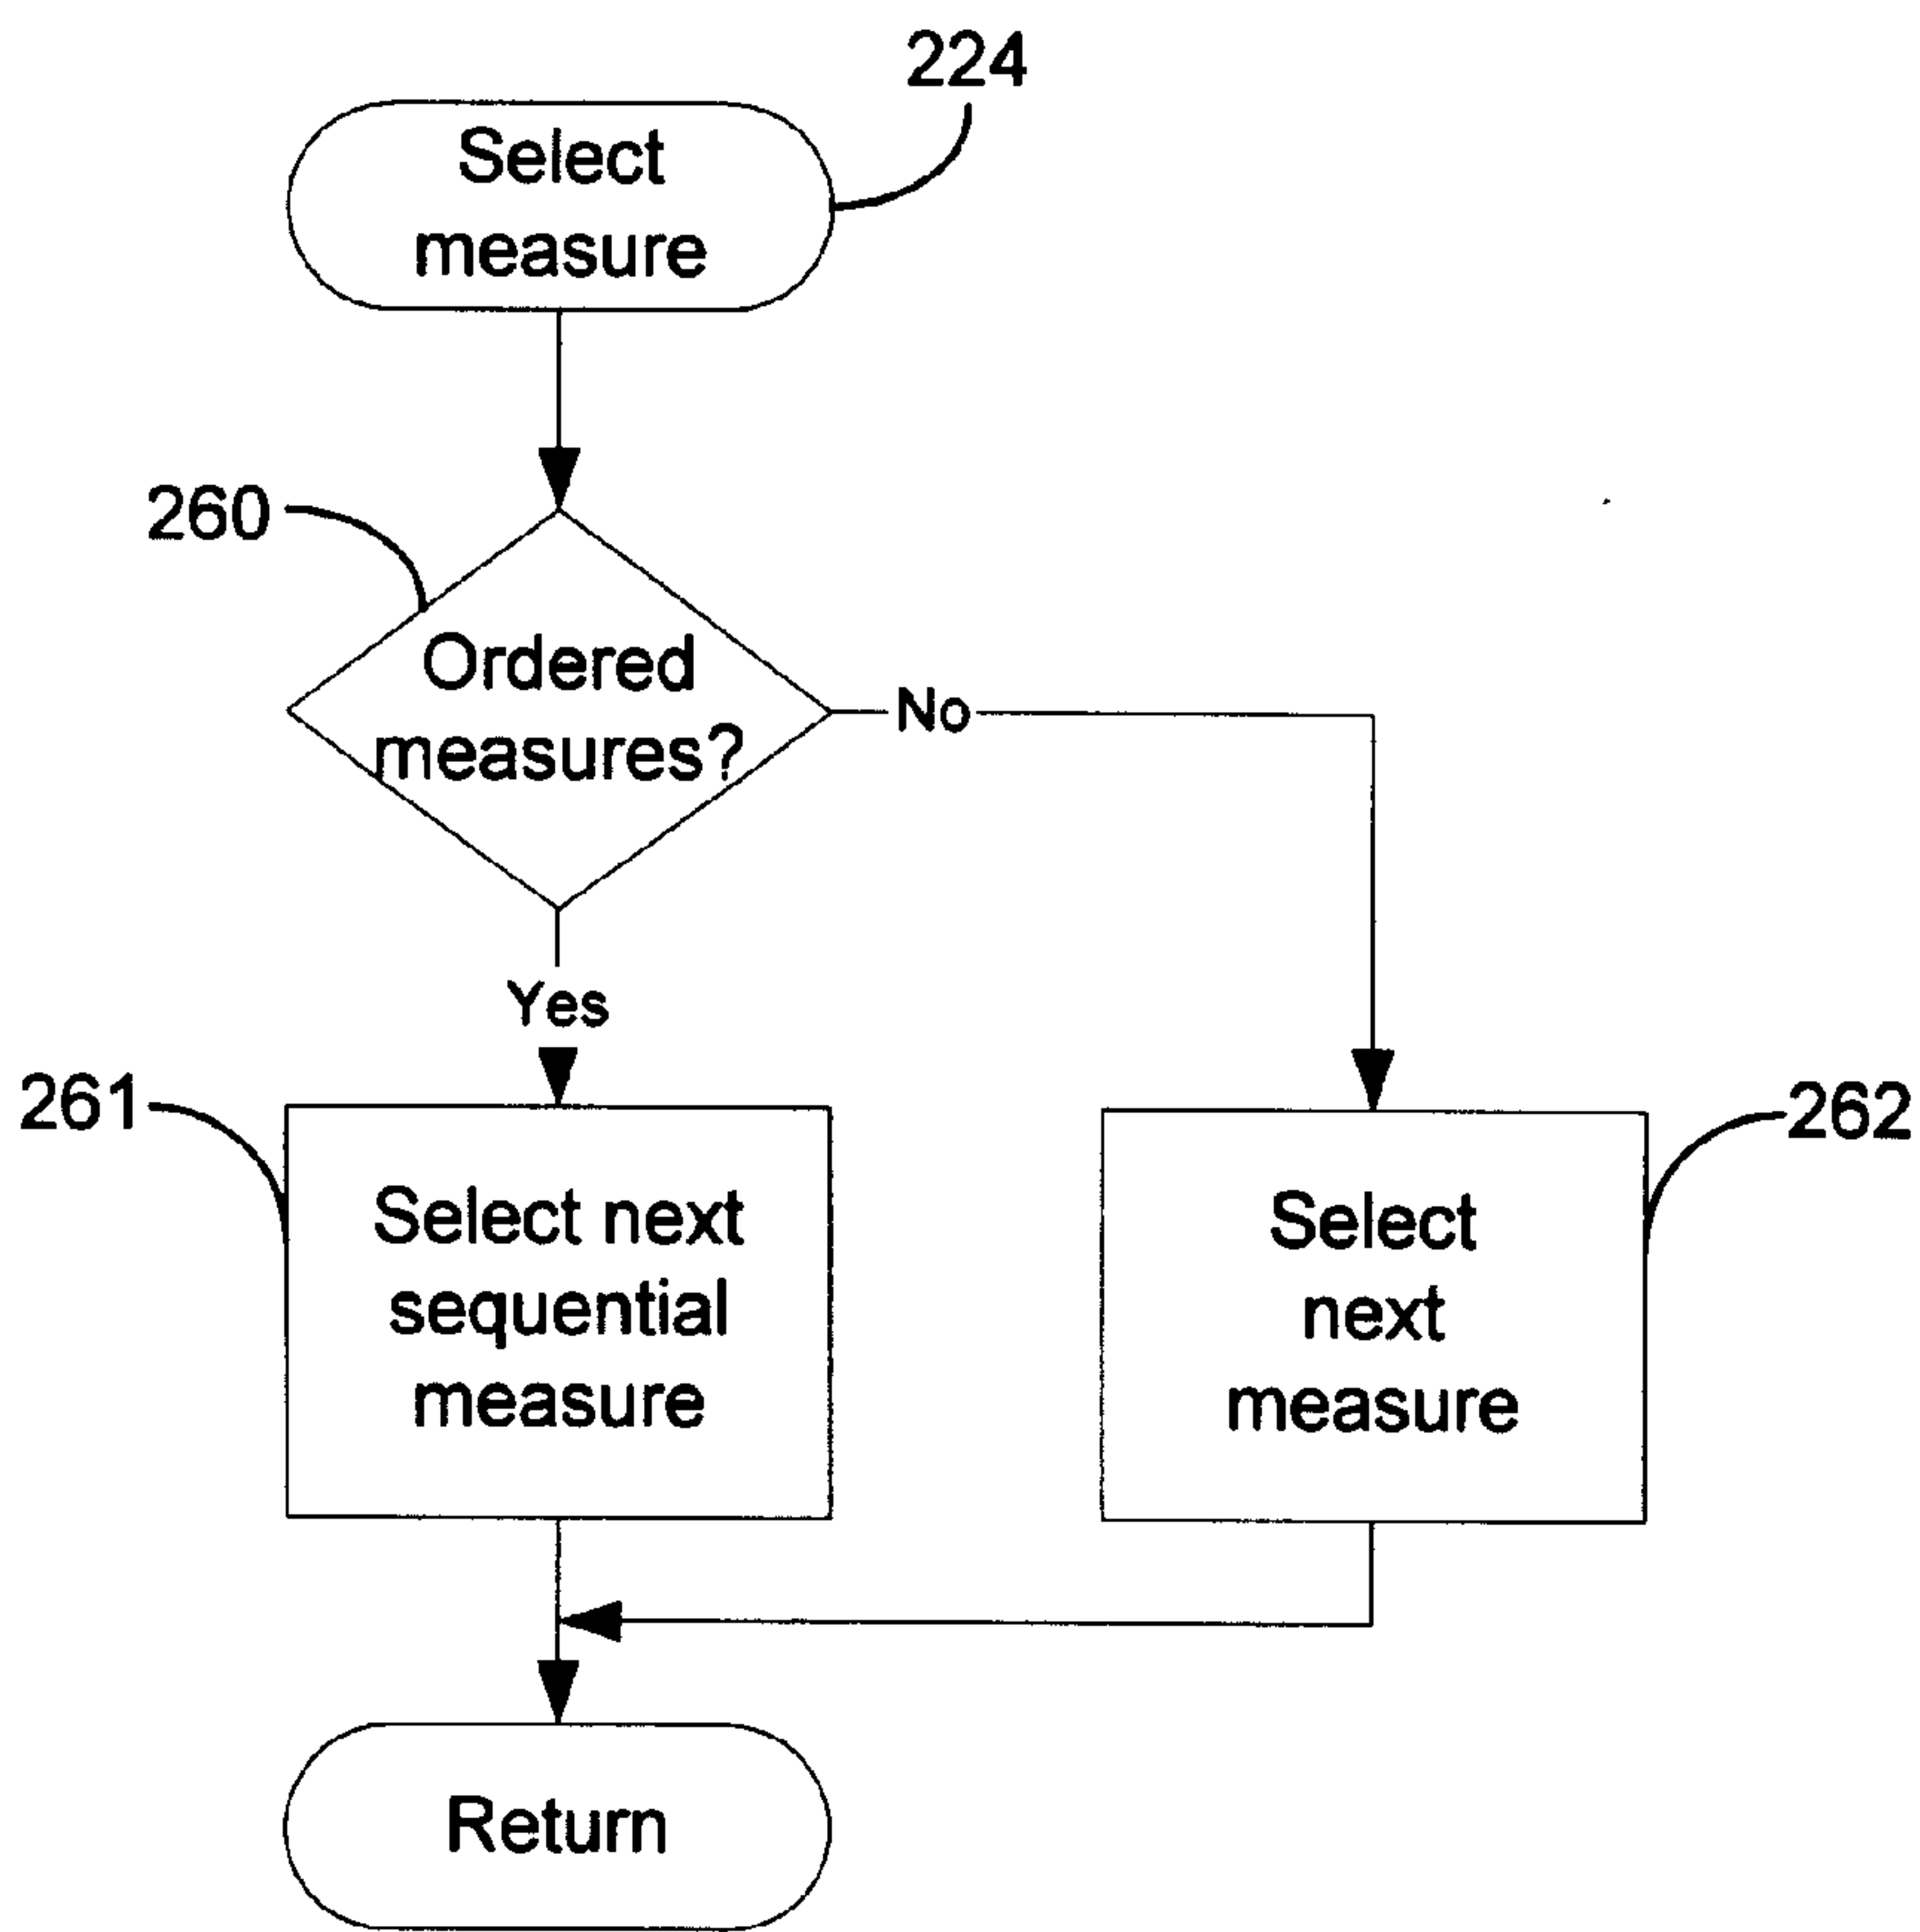 224
Select
measure
260
Ordered
measures?
No
Yes
261
Select next
sequential
measure
262
Select
next
measure
Return